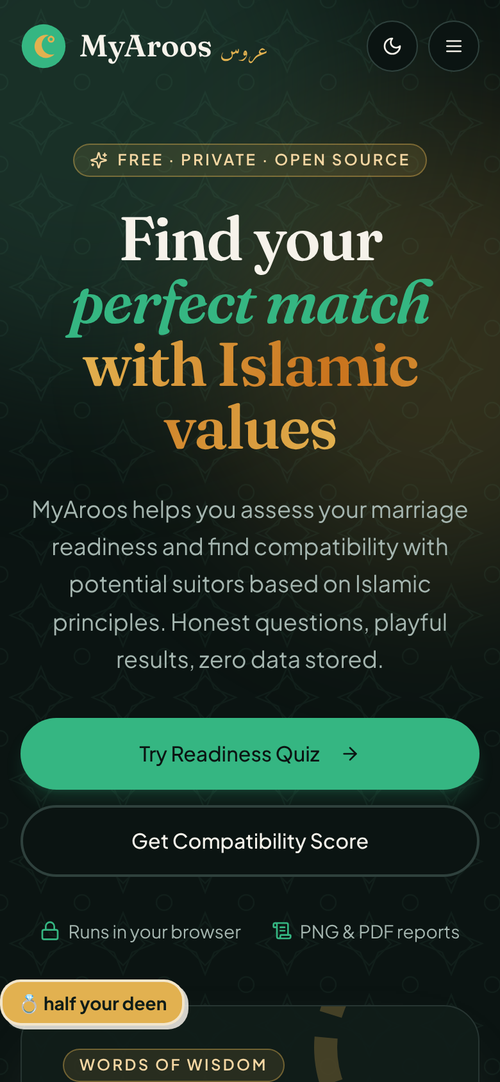 MyAroos عروس
FREE · PRIVATE · OPEN SOURCE
Find your
perfect match
with Islamic
values
MyAroos helps you assess your marriage
readiness and find compatibility with
potential suitors based on Islamic
principles. Honest questions, playful
results, zero data stored.
Try Readiness Quiz →
Get Compatibility Score
Runs in your browser
PNG & PDF reports
💍 half your deen
WORDS OF WISDOM